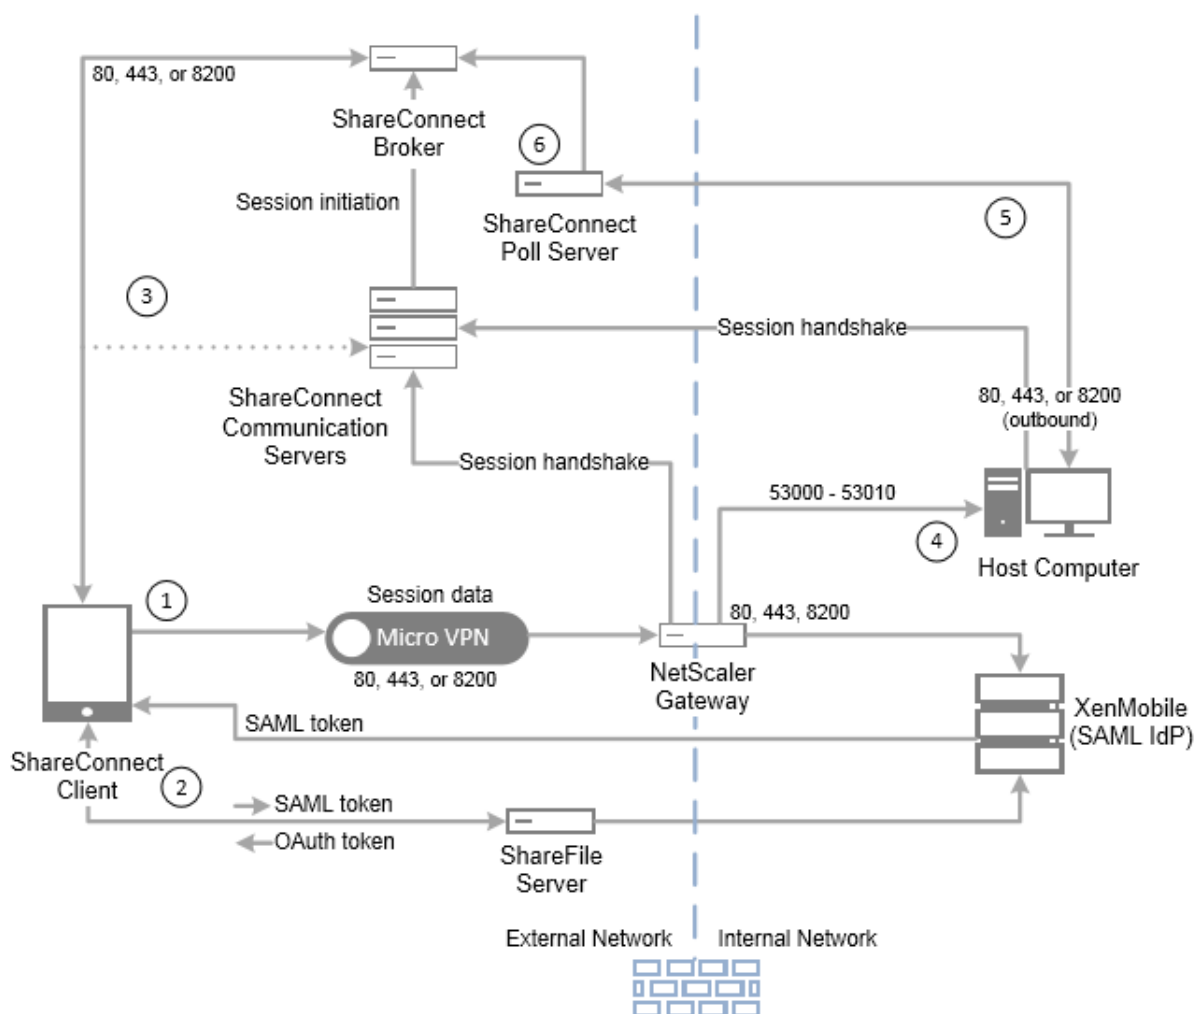 80, 443, or 8200
ShareConnect
Broker
6
Session initiation
ShareConnect
Poll Server
5
3
Session handshake
ShareConnect
Communication
Servers
80, 443, or 8200
(outbound)
Session handshake
53000 - 53010
4
Host Computer
1
Session data
Micro VPN
80, 443, or 8200
80, 443, 8200
NetScaler
Gateway
SAML token
XenMobile
(SAML IdP)
ShareConnect
Client
2
SAML token
OAuth token
ShareFile
Server
External Network
Internal Network